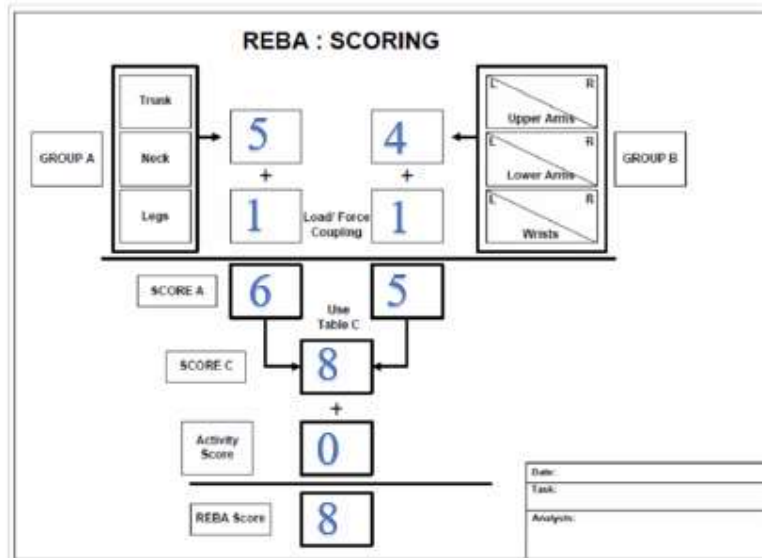 REBA : SCORING
Trunk
L R
Upper Arms
5
4
GROUP A
Neck
+
+
L R
Lower Arms
GROUP B
Legs
1
Load/ Force
Coupling
1
L R
Wrists
SCORE A
6
5
Use
Table C
SCORE C
8
+
Activity
Score
0
REBA Score
8
Date:
Task:
Analysts: